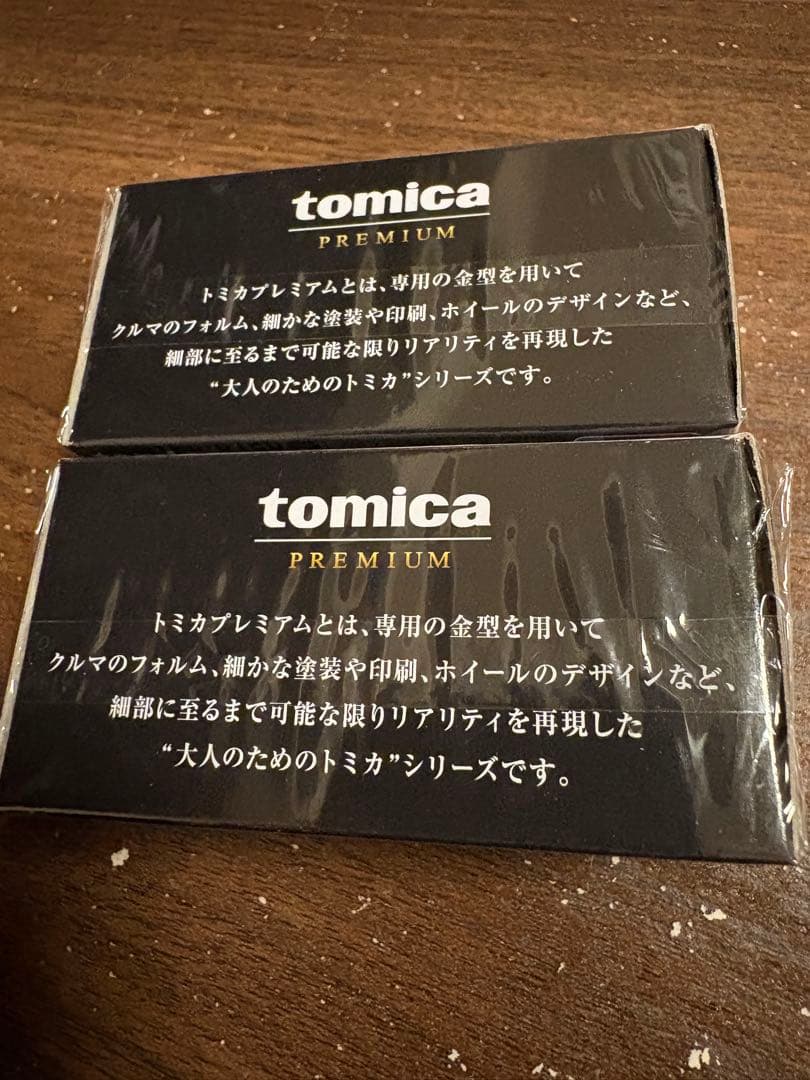 tomica
PREMIUM
トミカプレミアムとは、専用の金型を用いて
クルマのフォルム、細かな塗装や印刷、ホイールのデザインなど、
細部に至るまで可能な限りリアリティを再現した
“大人のためのトミカ”シリーズです。
tomica
PREMIUM
トミカプレミアムとは、専用の金型を用いて
クルマのフォルム、細かな塗装や印刷、ホイールのデザインなど、
細部に至るまで可能な限りリアリティを再現した
“大人のためのトミカ”シリーズです。